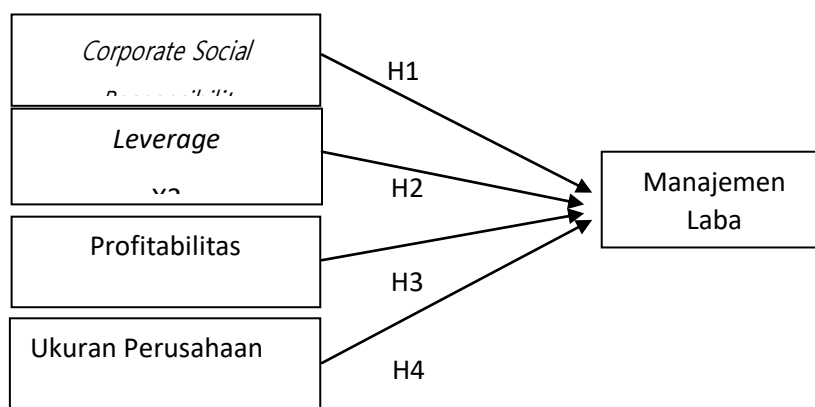 Corporate Social
H1
Leverage
Manajemen
Laba
H2
Profitabilitas
H3
Ukuran Perusahaan
H4